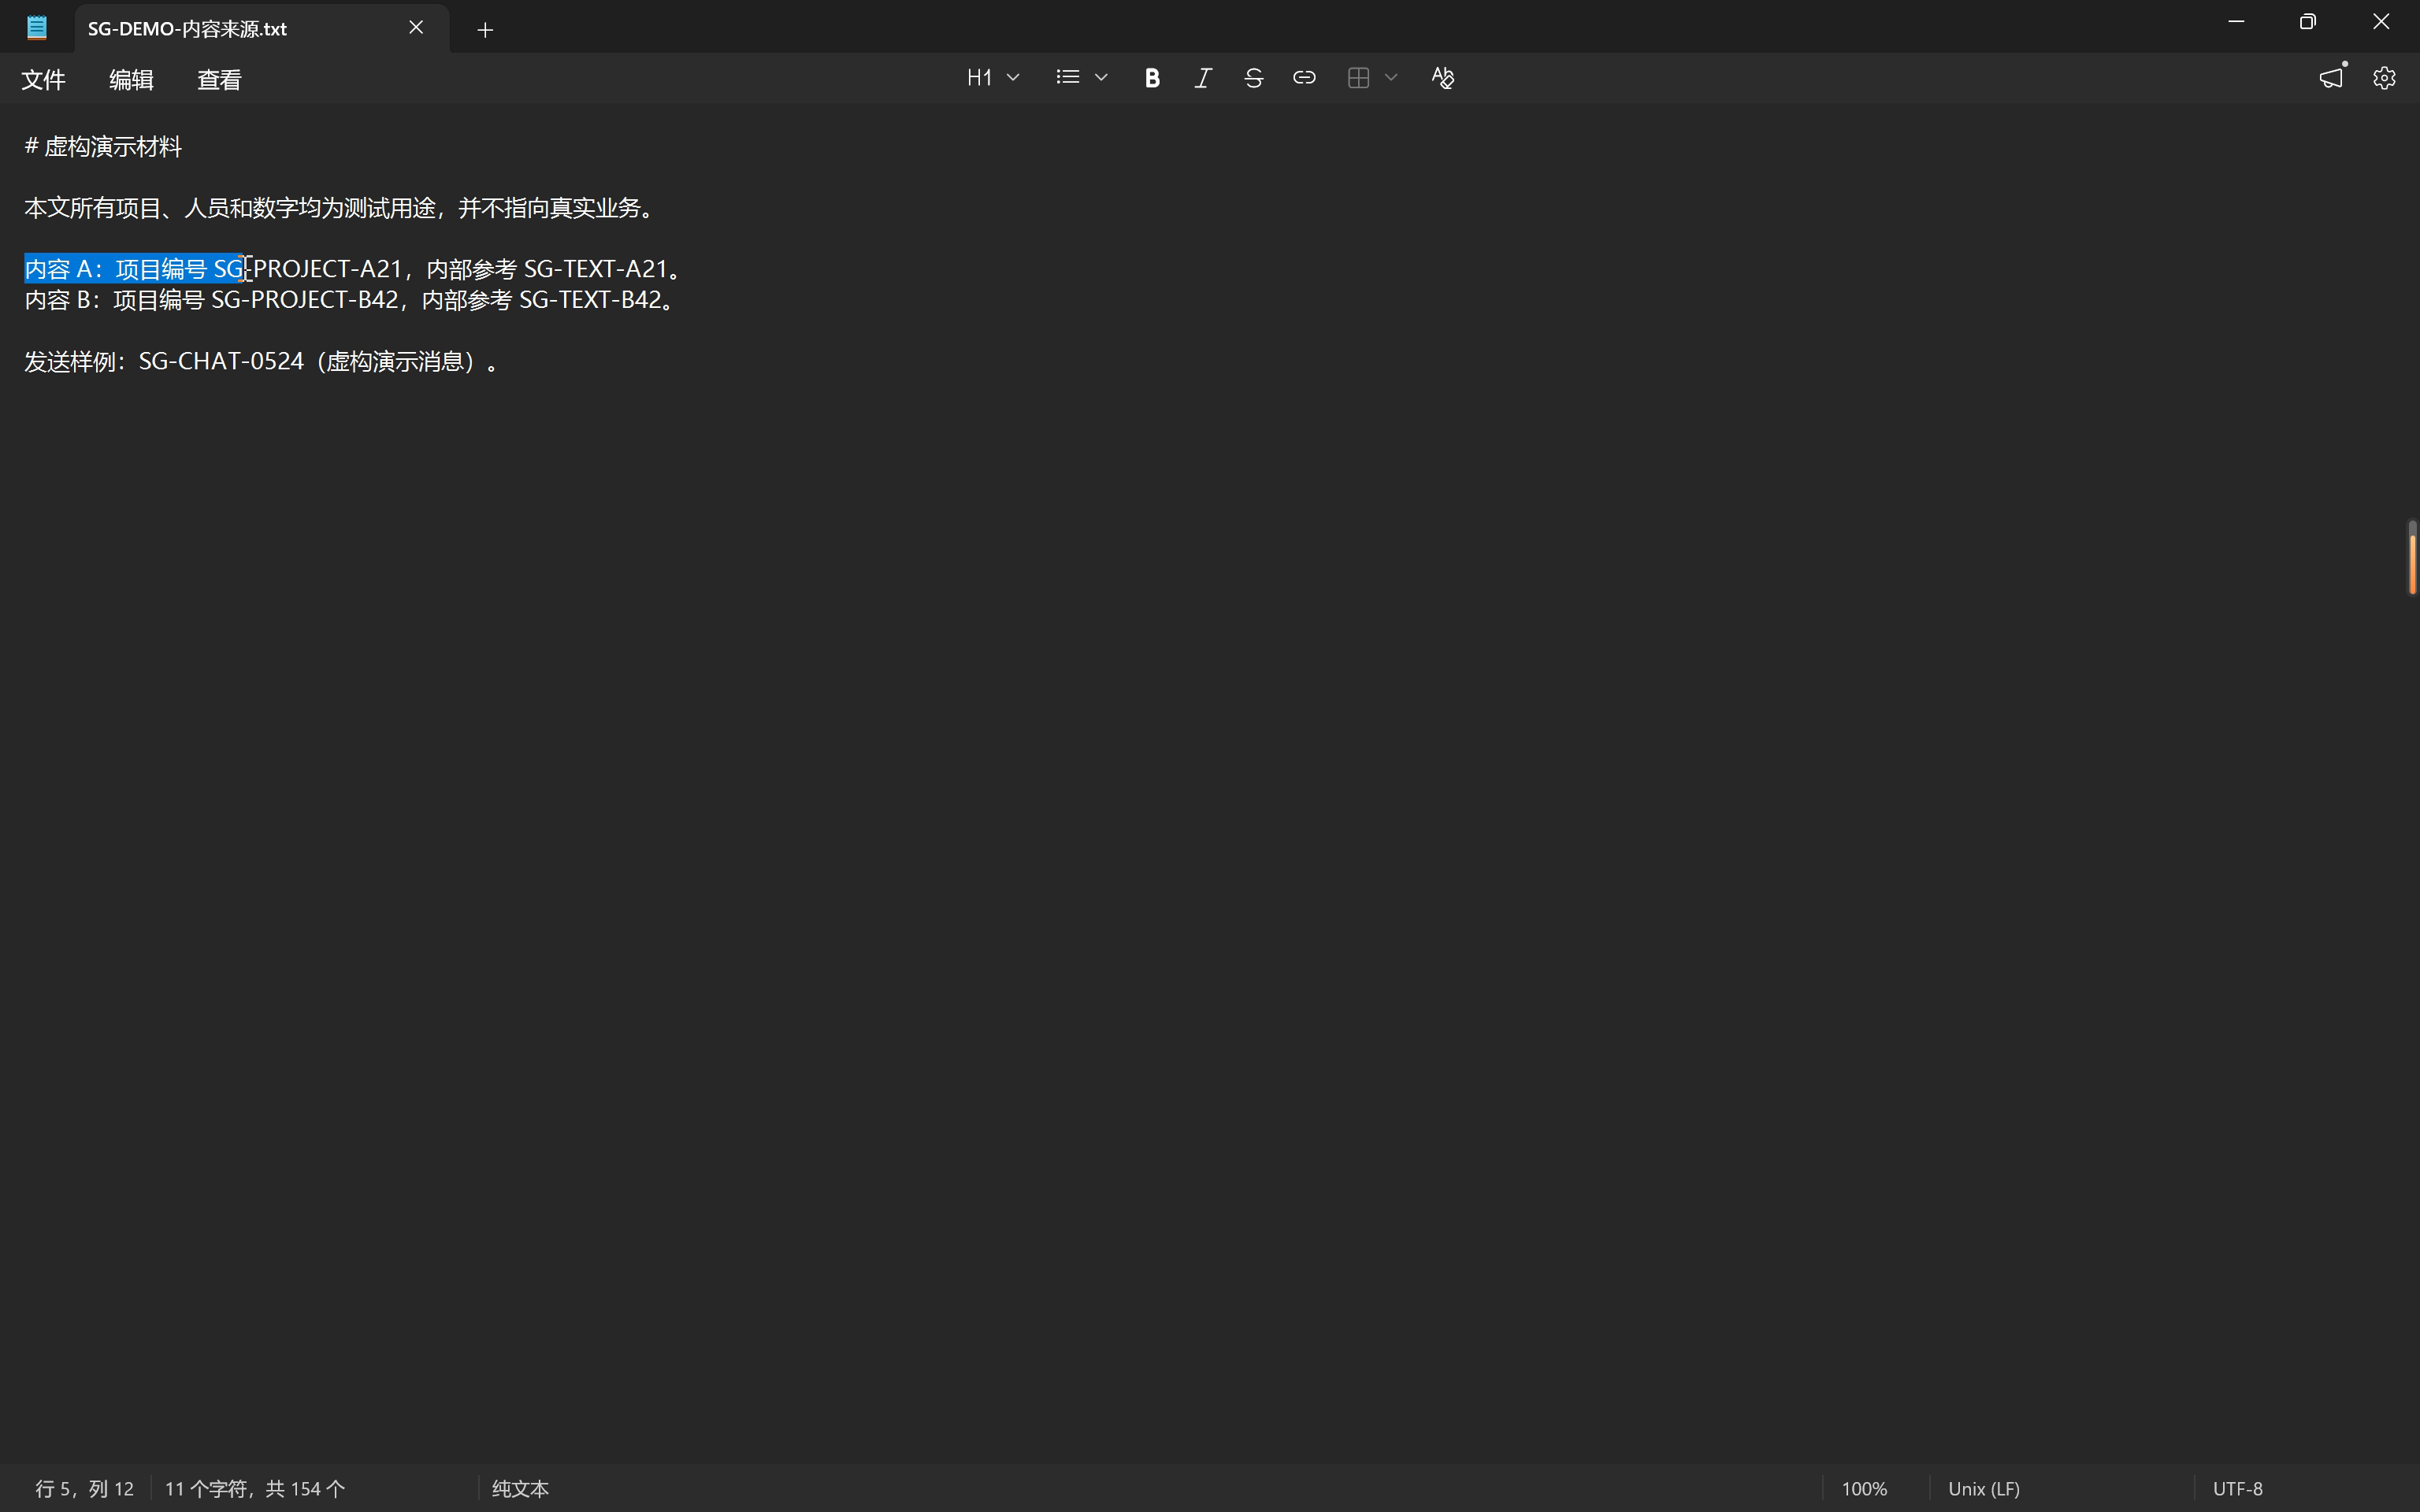 SG-DEMO-内容来源.txt
文件 编辑 查看
H1
# 虚构演示材料
本文所有项目、人员和数字均为测试用途，并不指向真实业务。
内容 A：项目编号 SG-PROJECT-A21，内部参考 SG-TEXT-A21。
内容 B：项目编号 SG-PROJECT-B42，内部参考 SG-TEXT-B42。
发送样例：SG-CHAT-0524（虚构演示消息）。
行 5，列 12 11 个字符，共 154 个 纯文本 100% Unix (LF) UTF-8